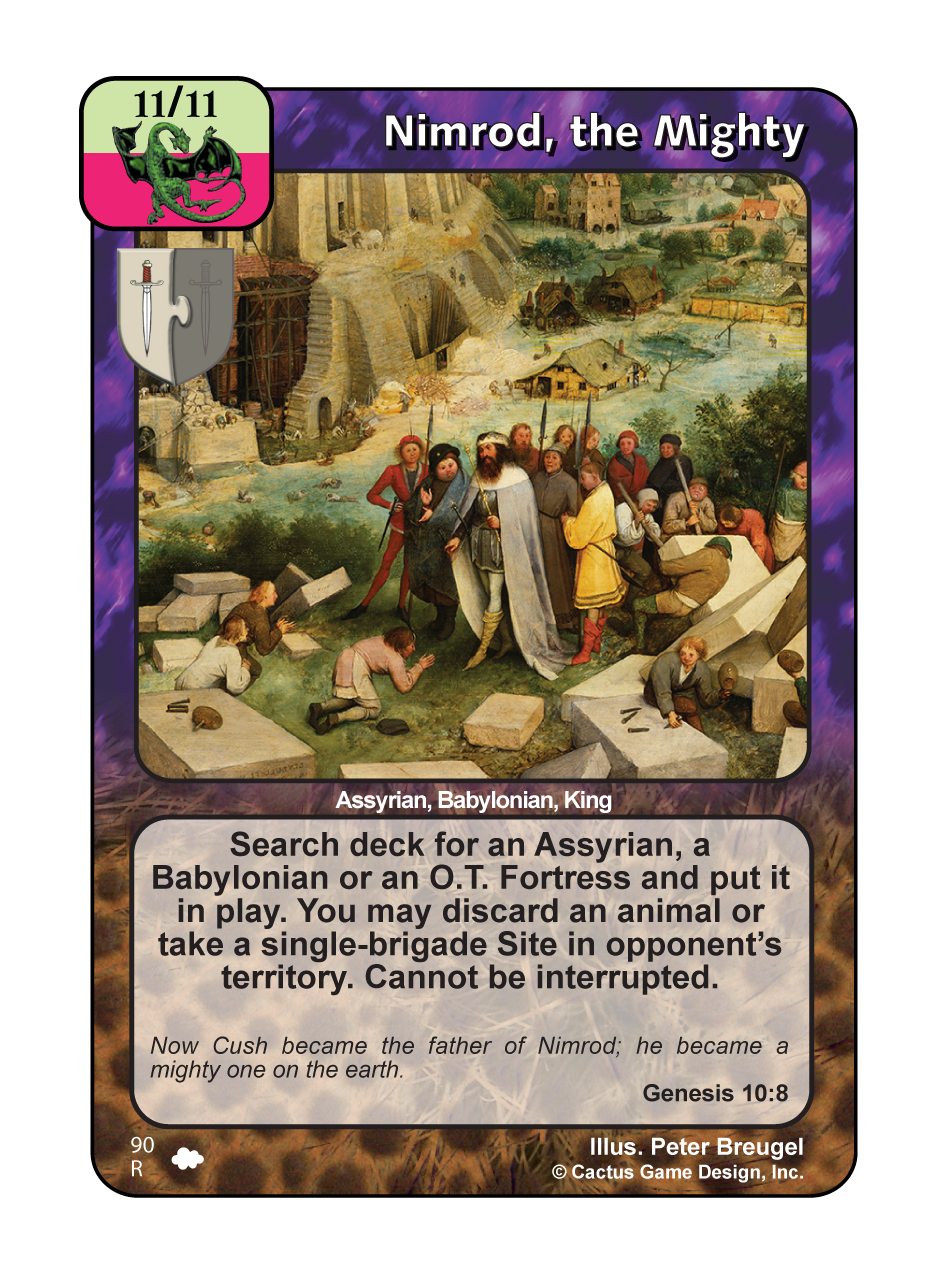 11/11
Nimrod, the Mighty
Assyrian, Babylonian, King
Search deck for an Assyrian, a
Babylonian or an O.T. Fortress and put it
in play. You may discard an animal or
take a single-brigade Site in opponent’s
territory. Cannot be interrupted.
Now Cush became the father of Nimrod; he became a
mighty one on the earth.
Genesis 10:8
90
R
Illus. Peter Breugel
© Cactus Game Design, Inc.